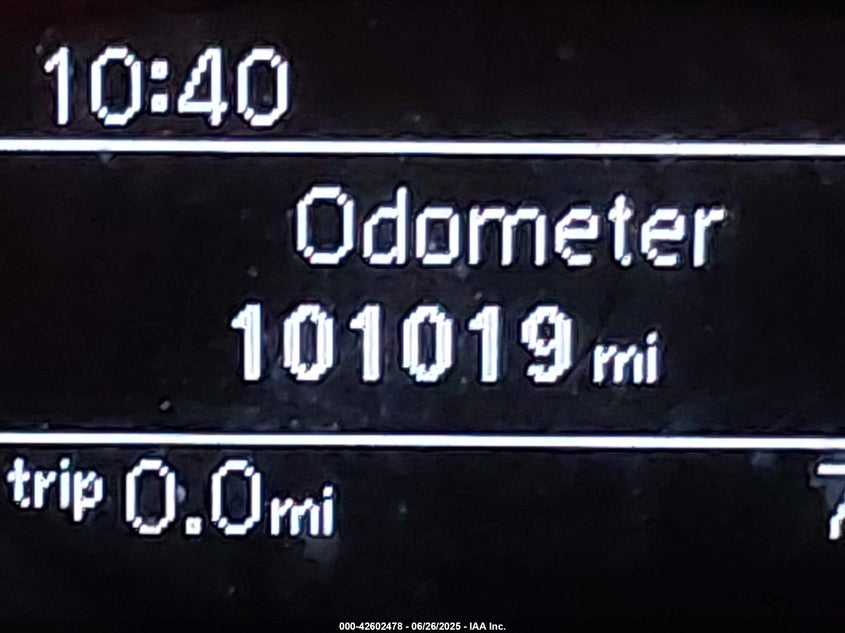 10:40
Odometer
101019 mi
trip 0.0 mi
000-42602478 - 06/26/2025 - IAA Inc.